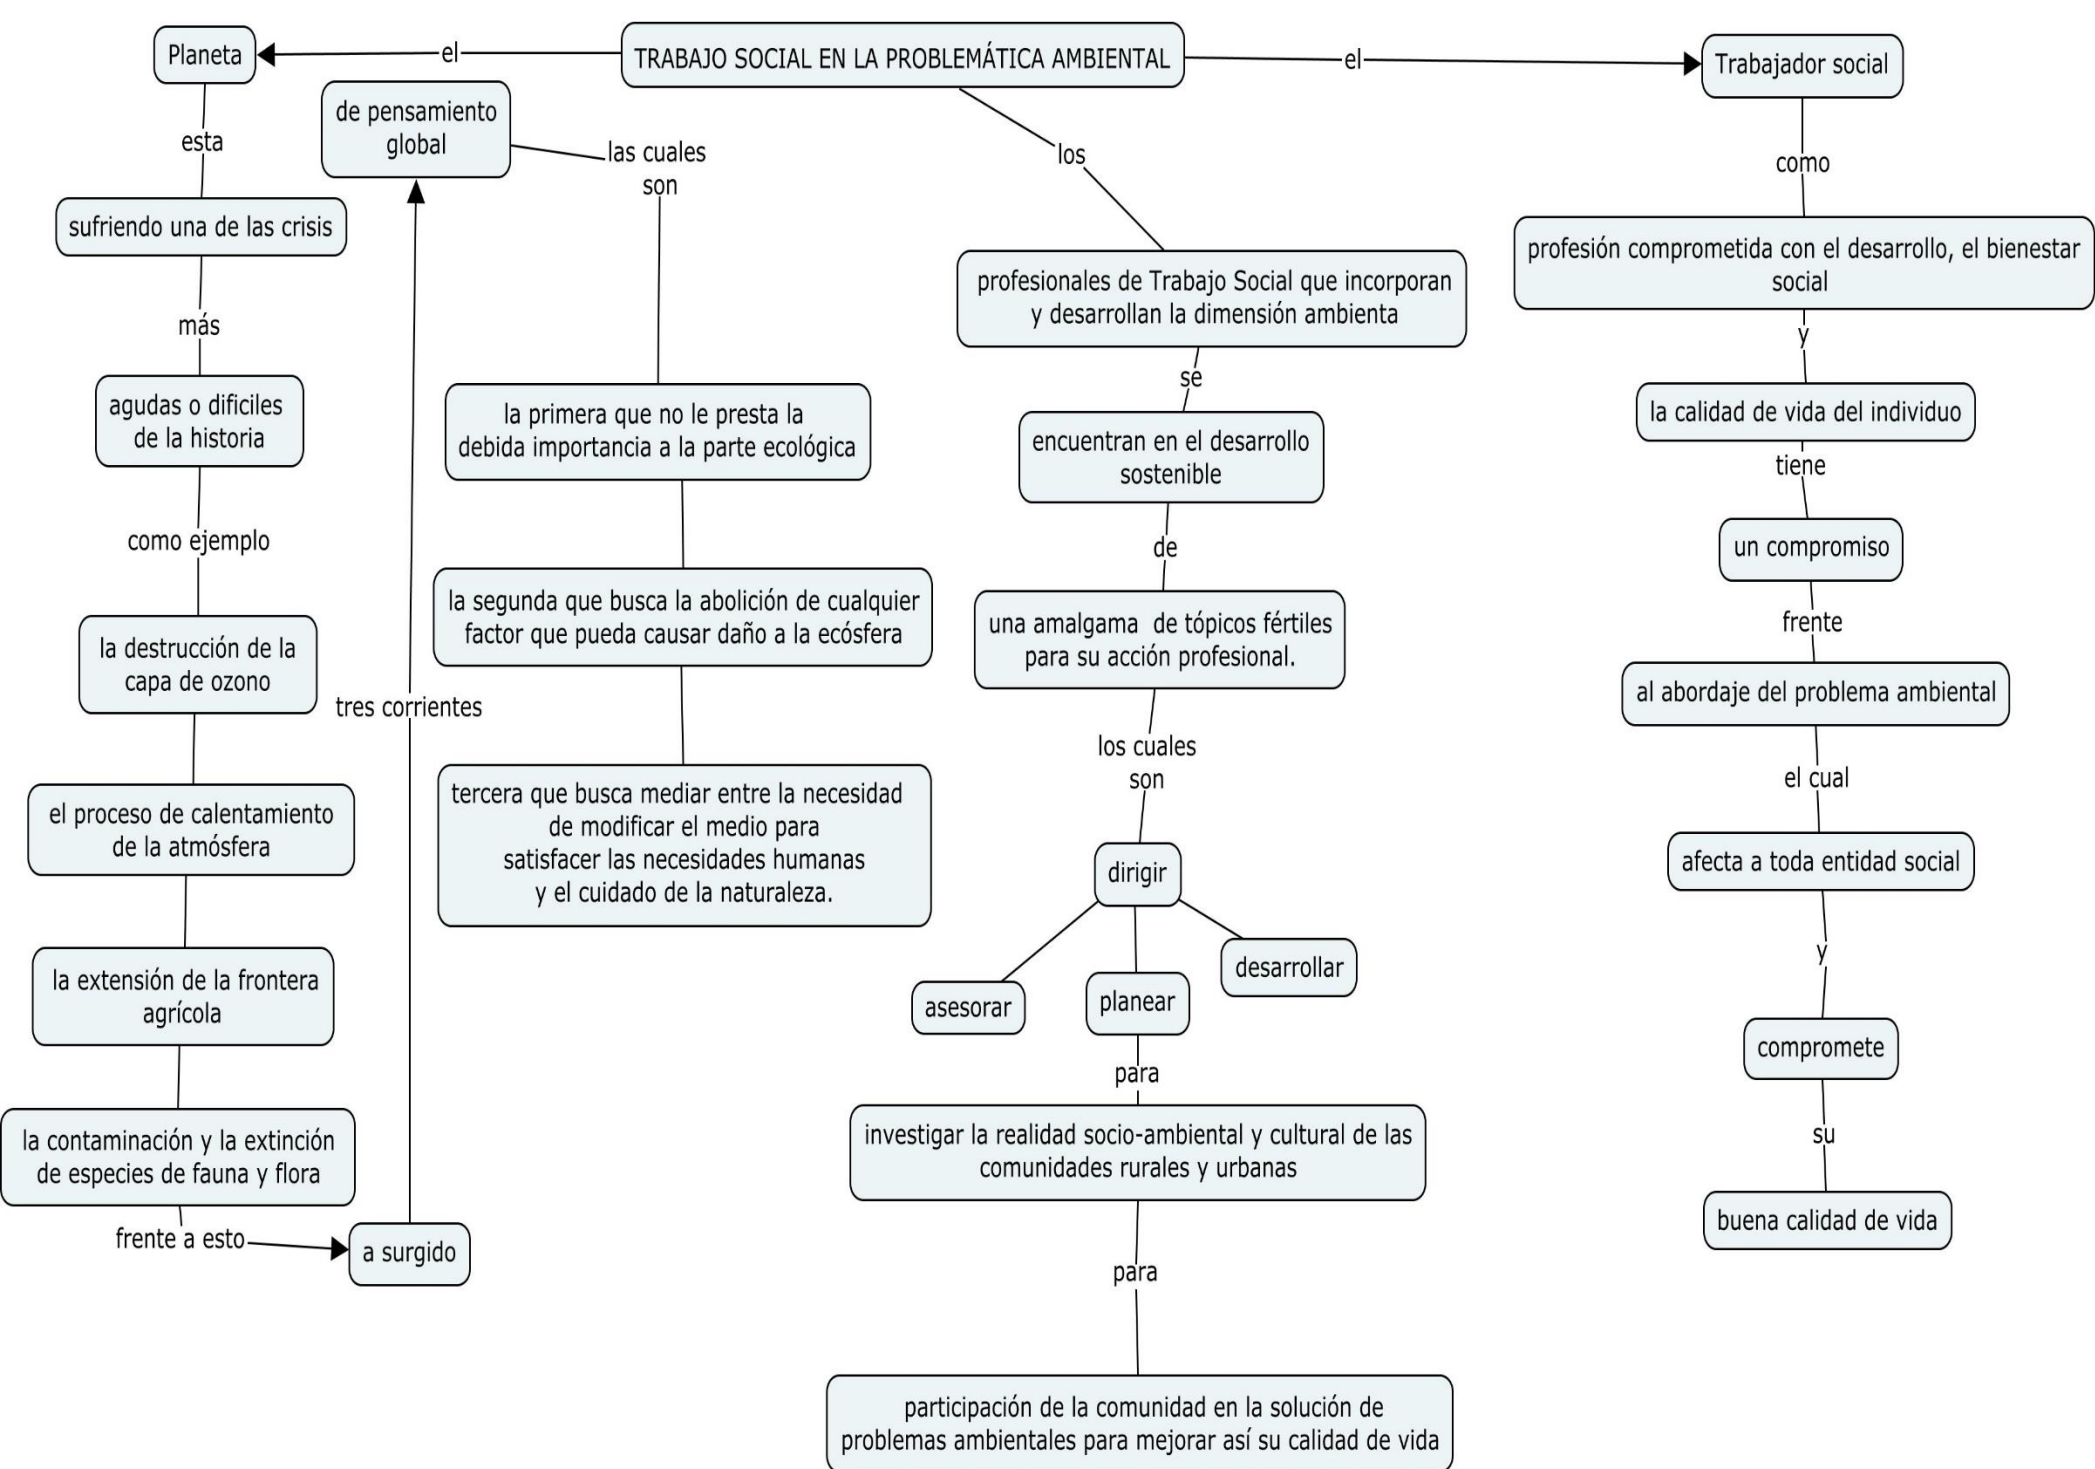 TRABAJO SOCIAL EN LA PROBLEMÁTICA AMBIENTAL
el
Planeta
esta
sufriendo una de las crisis
más
agudas o dificiles
de la historia
como ejemplo
la destrucción de la
capa de ozono
el proceso de calentamiento
de la atmósfera
la extensión de la frontera
agrícola
la contaminación y la extinción
de especies de fauna y flora
frente a esto
a surgido
tres corrientes
de pensamiento
global
las cuales
son
la primera que no le presta la
debida importancia a la parte ecológica
la segunda que busca la abolición de cualquier
factor que pueda causar daño a la ecósfera
tercera que busca mediar entre la necesidad
de modificar el medio para
satisfacer las necesidades humanas
y el cuidado de la naturaleza.
los
profesionales de Trabajo Social que incorporan
y desarrollan la dimensión ambienta
se
encuentran en el desarrollo
sostenible
de
una amalgama de tópicos fértiles
para su acción profesional.
los cuales
son
dirigir
asesorar
planear
desarrollar
para
investigar la realidad socio-ambiental y cultural de las
comunidades rurales y urbanas
para
participación de la comunidad en la solución de
problemas ambientales para mejorar así su calidad de vida
el
Trabajador social
como
profesión comprometida con el desarrollo, el bienestar
social
y
la calidad de vida del individuo
tiene
un compromiso
frente
al abordaje del problema ambiental
el cual
afecta a toda entidad social
y
compromete
su
buena calidad de vida